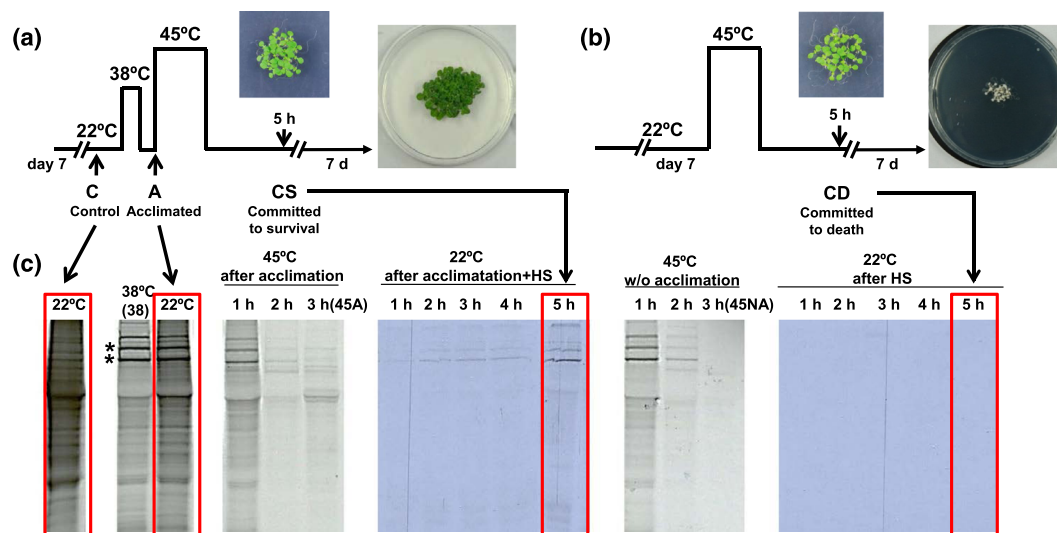 (a)
45ºC
38ºC
22ºC
day 7
5 h
7 d
C
Control
A
Acclimated
CS
Committed
to survival
(b)
45ºC
22ºC
day 7
5 h
7 d
CD
Committed
to death
(c)
22ºC
38ºC
(38)
22ºC
45ºC
after acclimation
1 h 2 h 3 h(45A)
22ºC
after acclimatation+HS
1 h 2 h 3 h 4 h 5 h
45ºC
w/o acclimation
1 h 2 h 3 h(45NA)
22ºC
after HS
1 h 2 h 3 h 4 h 5 h
*
*